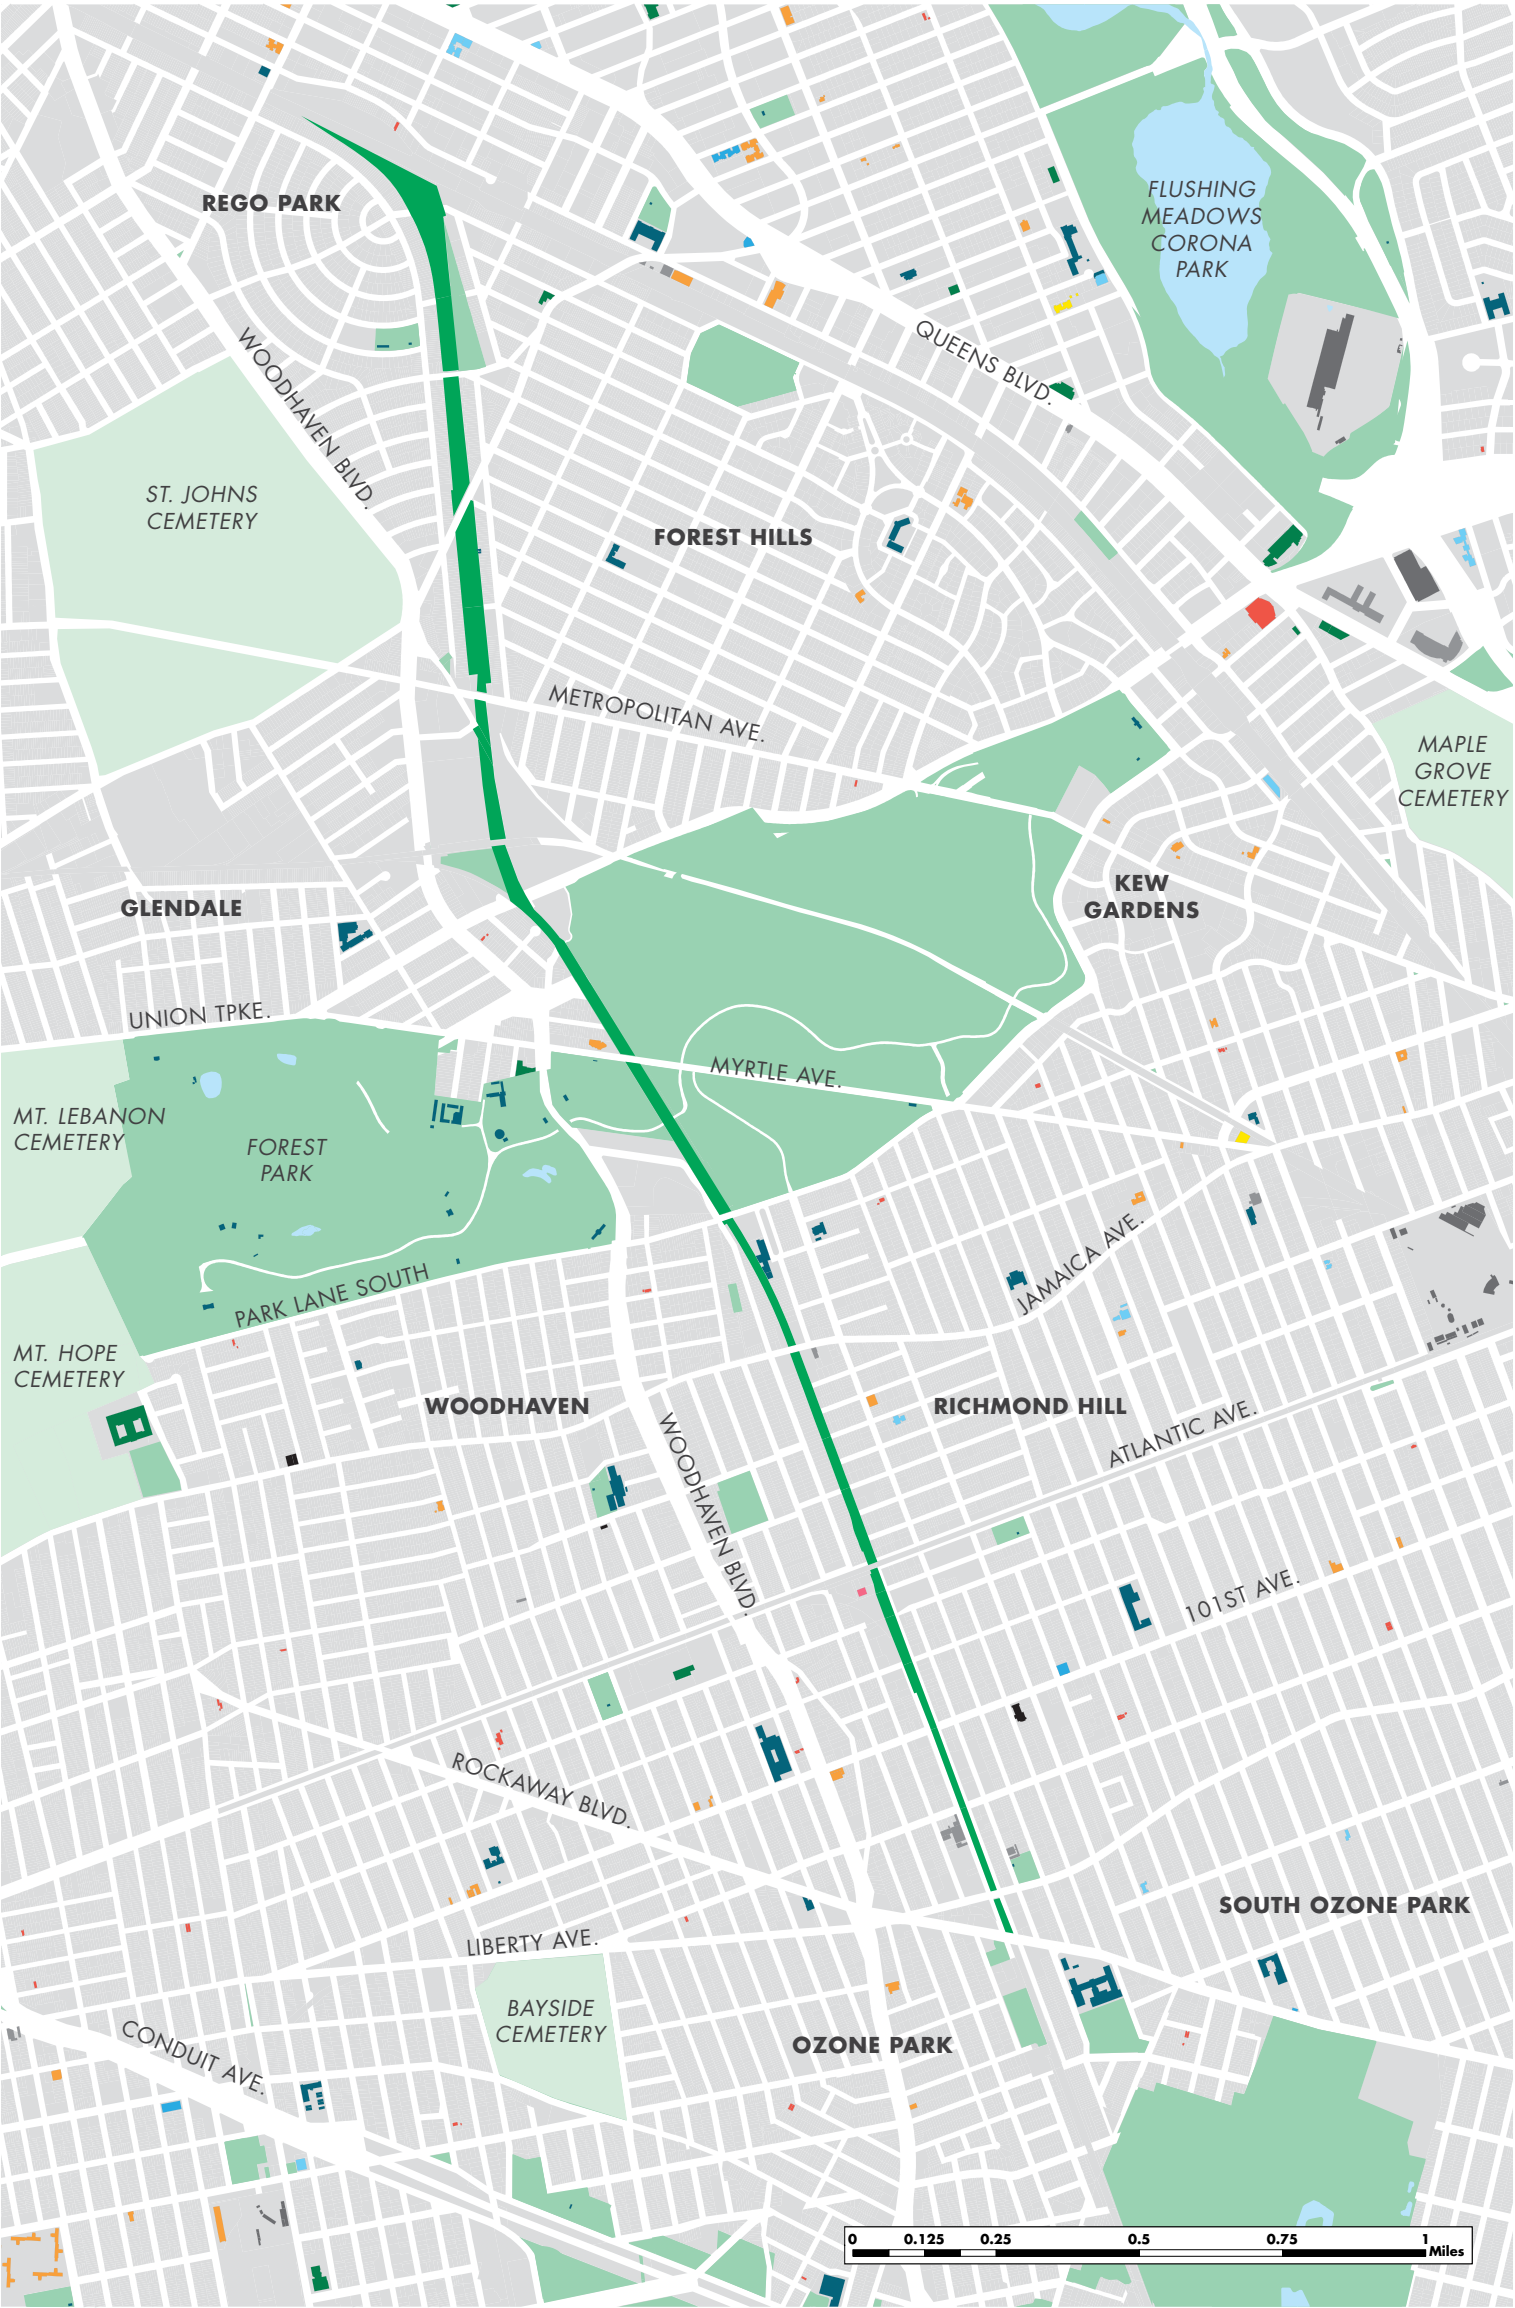 REGO PARK
FLUSHING
MEADOWS
CORONA
PARK
WOODHAVEN BLVD.
QUEENS BLVD.
ST. JOHNS
CEMETERY
FOREST HILLS
METROPOLITAN AVE.
MAPLE
GROVE
CEMETERY
KEW
GARDENS
GLENDALE
UNION TPKE.
MYRTLE AVE.
MT. LEBANON
CEMETERY
FOREST
PARK
JAMAICA AVE.
PARK LANE SOUTH
MT. HOPE
CEMETERY
WOODHAVEN
RICHMOND HILL
ATLANTIC AVE.
WOODHAVEN BLVD.
101ST AVE.
ROCKAWAY BLVD.
SOUTH OZONE PARK
LIBERTY AVE.
BAYSIDE
CEMETERY
OZONE PARK
CONDUIT AVE.
0 0.125 0.25 0.5 0.75 1
Miles